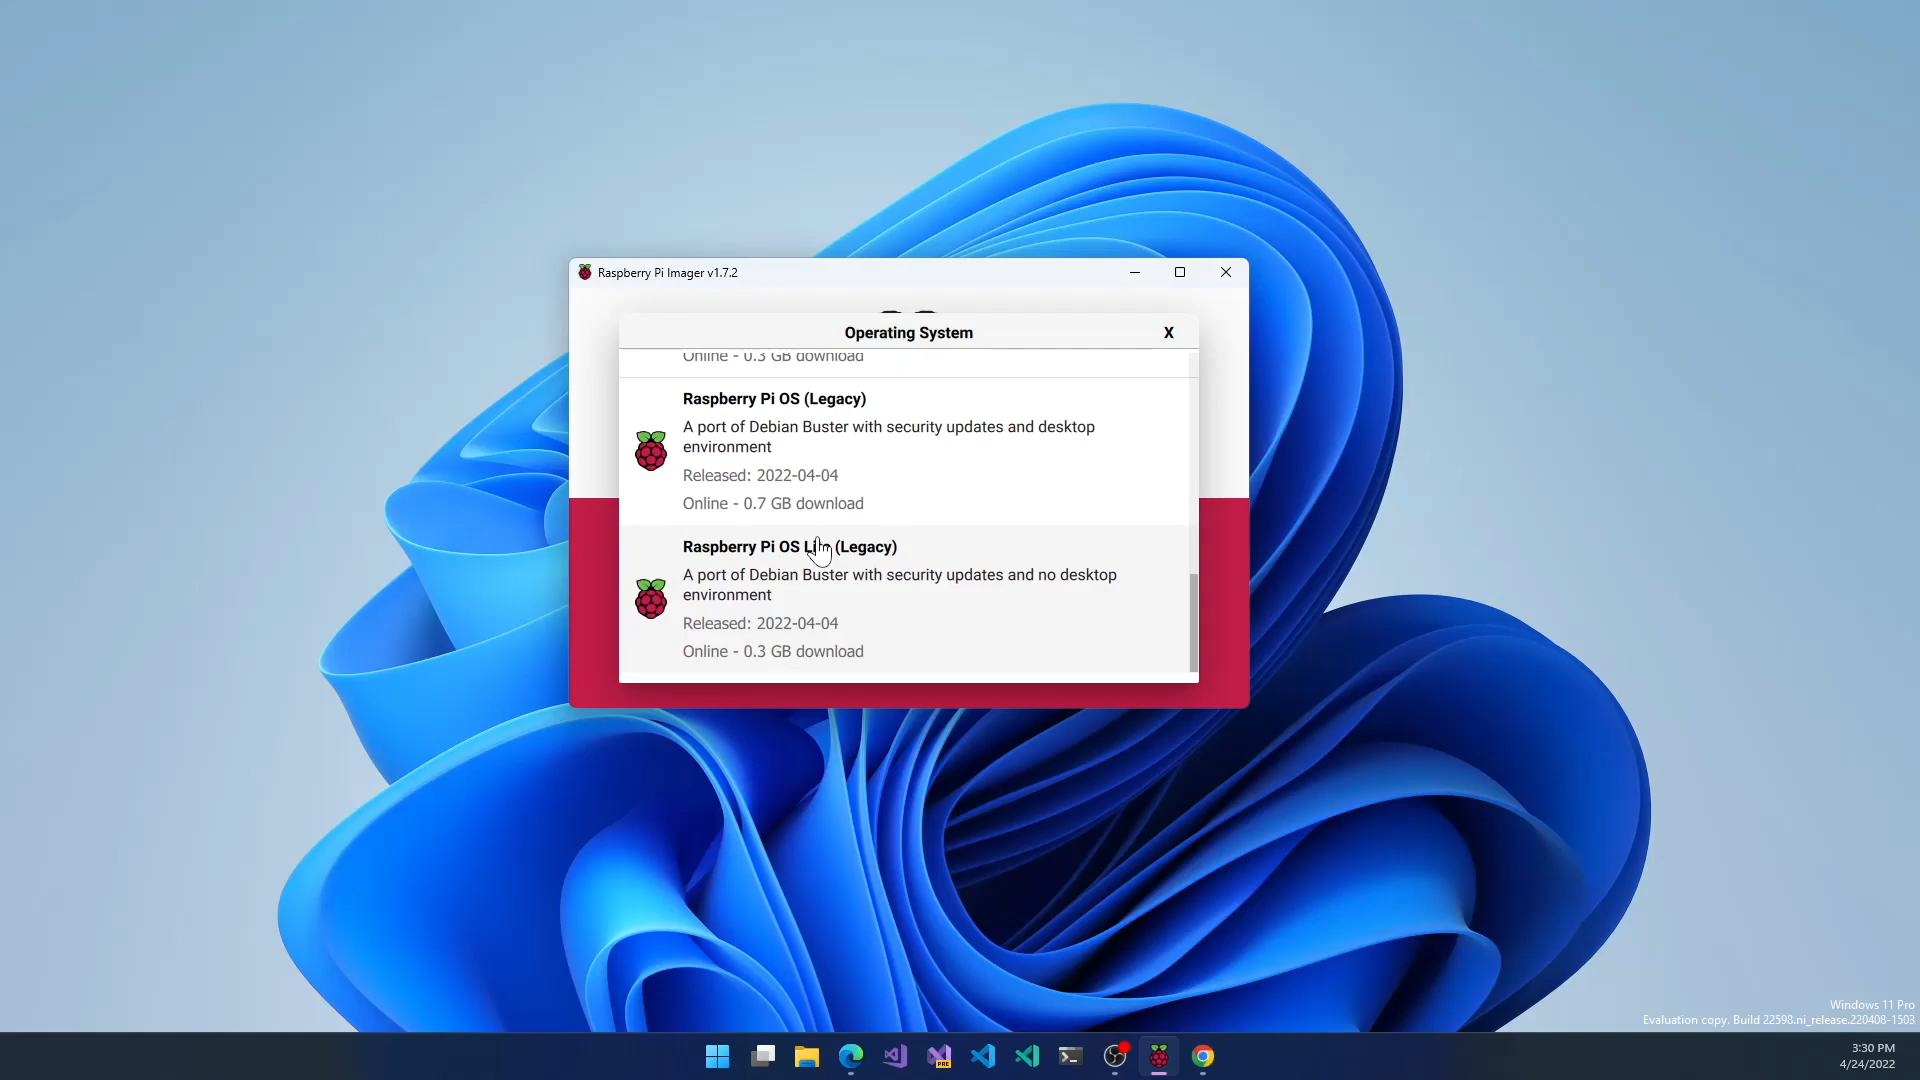 Raspberry Pi Imager v1.7.2
Operating System
X
Online - 0.3 GB download
Raspberry Pi OS (Legacy)
A port of Debian Buster with security updates and desktop
environment
Released: 2022-04-04
Online - 0.7 GB download
Raspberry Pi OS Lite (Legacy)
A port of Debian Buster with security updates and no desktop
environment
Released: 2022-04-04
Online - 0.3 GB download
Windows 11 Pro
Evaluation copy. Build 22598.ni_release.220408-1503
PRE
3:30 PM
4/24/2022